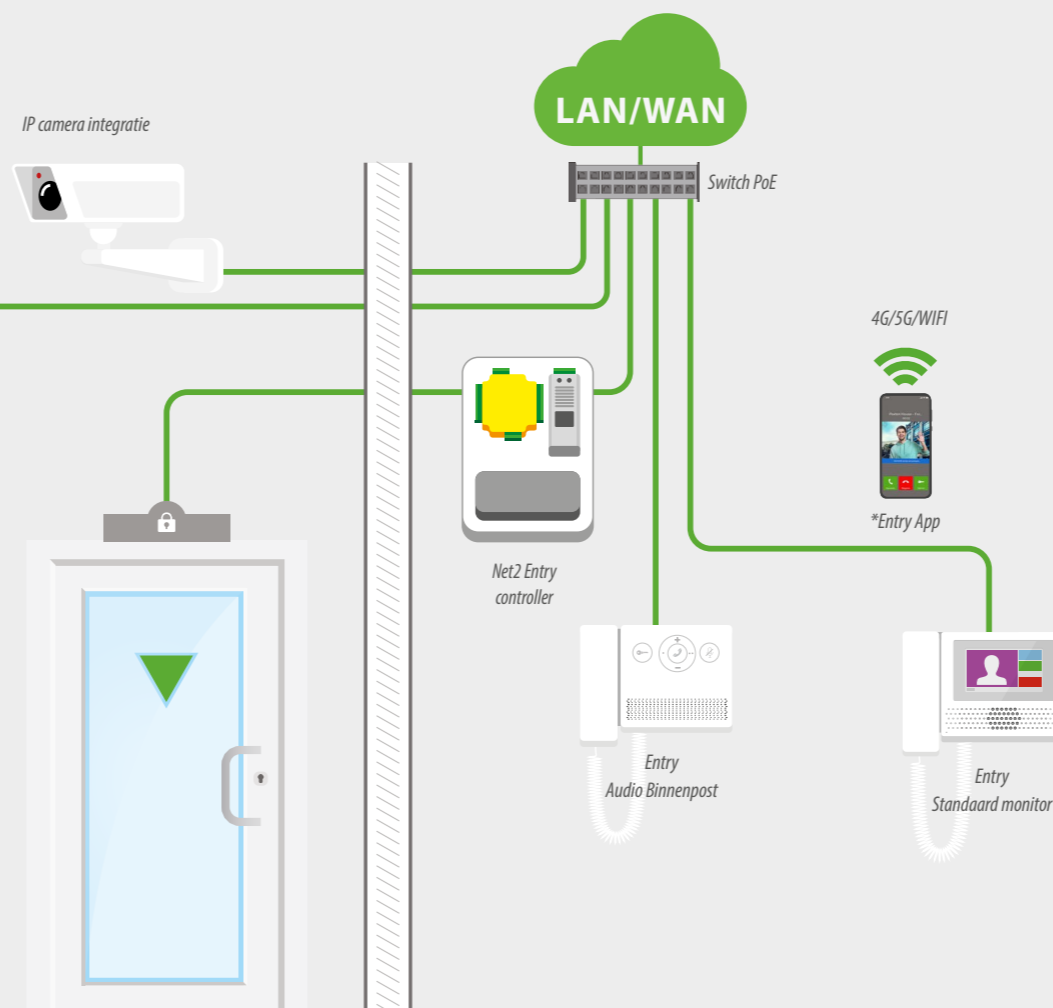 LAN/WAN
IP camera integratie
Switch PoE
4G/5G/WIFI
*Entry App
Net2 Entry
controller
Entry
Audio Binnenpost
Entry
Standaard monitor